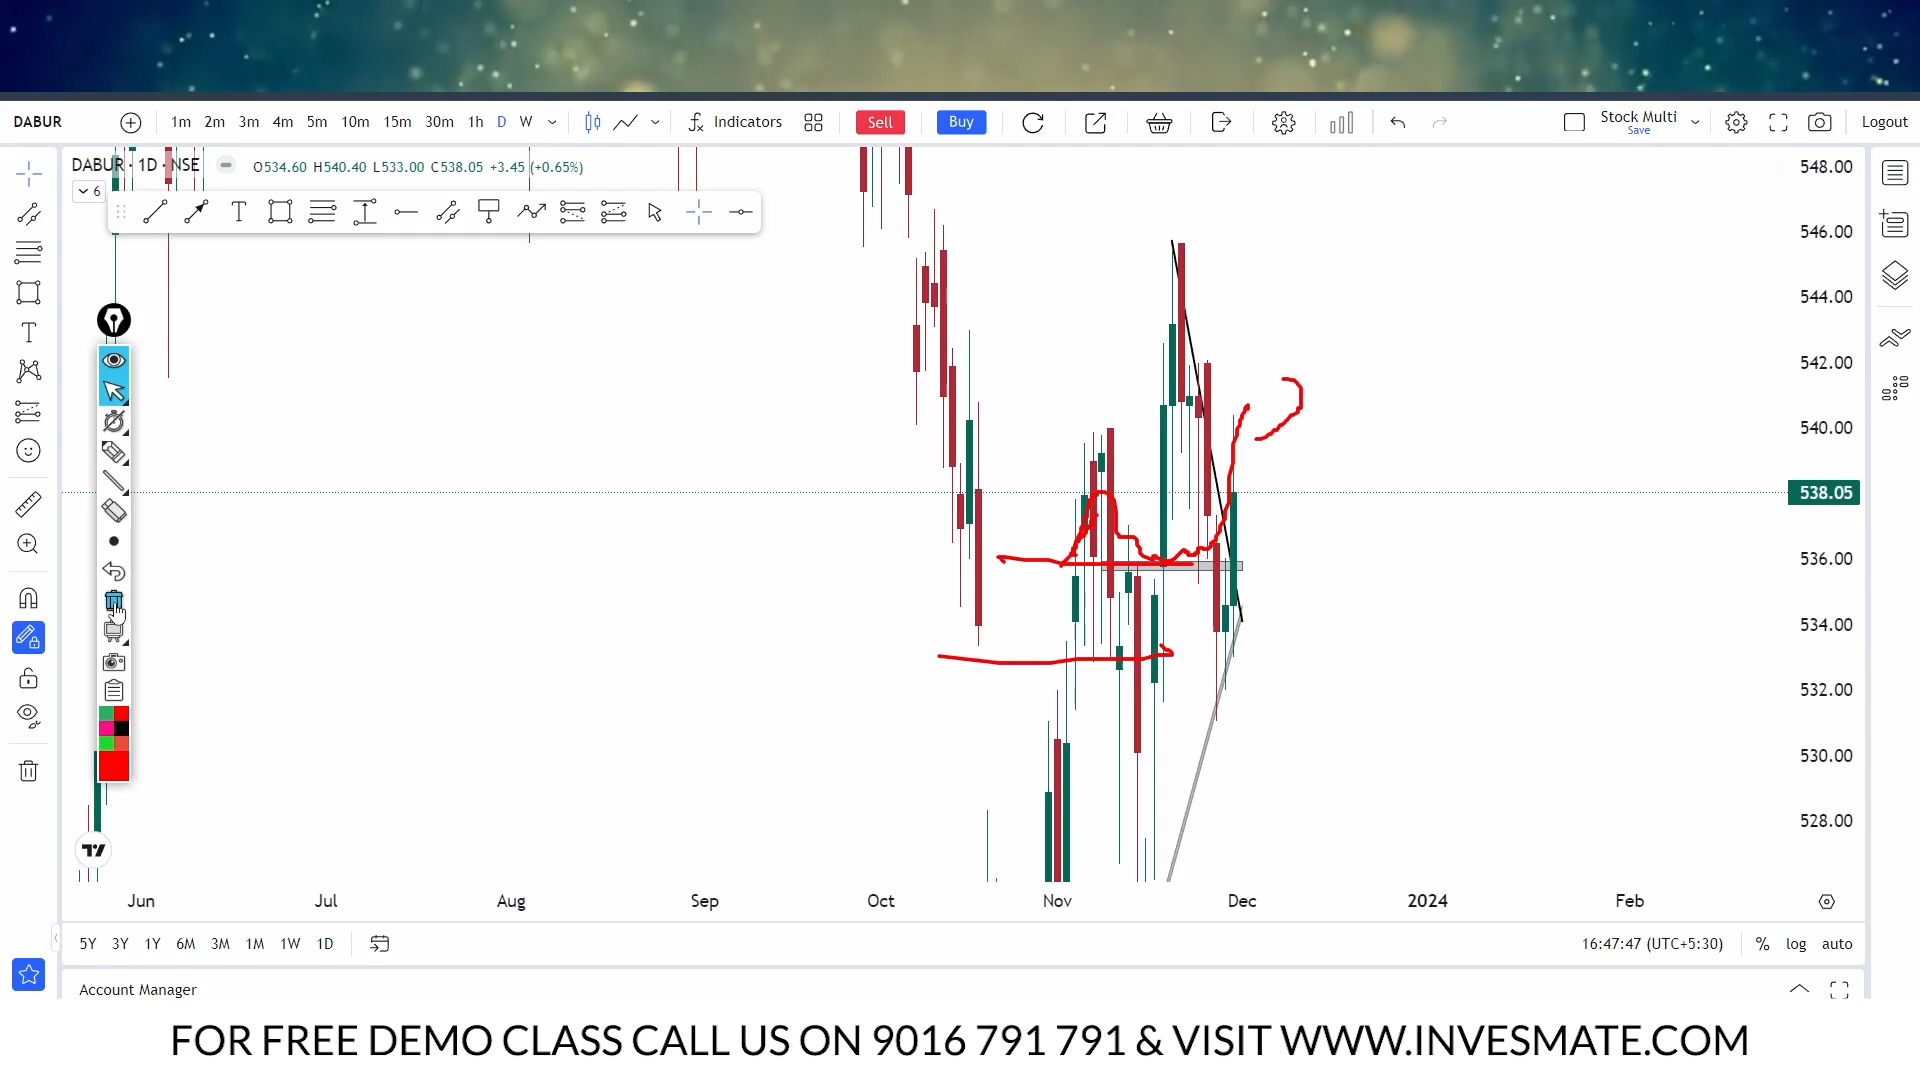 DABUR 1m 2m 3m 4m 5m 10m 15m 30m 1h D W Indicators Sell Buy Stock Multi Save Logout
DABUR · 1D · NSE O534.60 H540.40 L533.00 C538.05 +3.45 (+0.65%)
6
548.00
546.00
544.00
542.00
540.00
538.05
536.00
534.00
532.00
530.00
528.00
Jun Jul Aug Sep Oct Nov Dec 2024 Feb
5Y 3Y 1Y 6M 3M 1M 1W 1D 16:47:47 (UTC+5:30) % log auto
Account Manager
FOR FREE DEMO CLASS CALL US ON 9016 791 791 & VISIT WWW.INVESMATE.COM